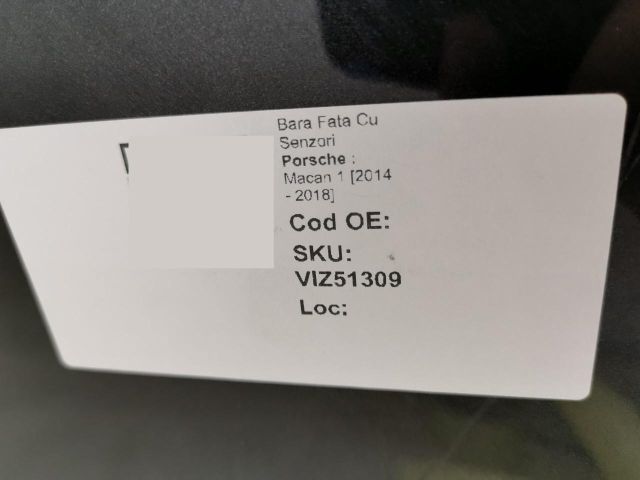 Bara Fata Cu
Senzori
Porsche :
Macan 1 [2014
- 2018]
Cod OE:
SKU:
VIZ51309
Loc: